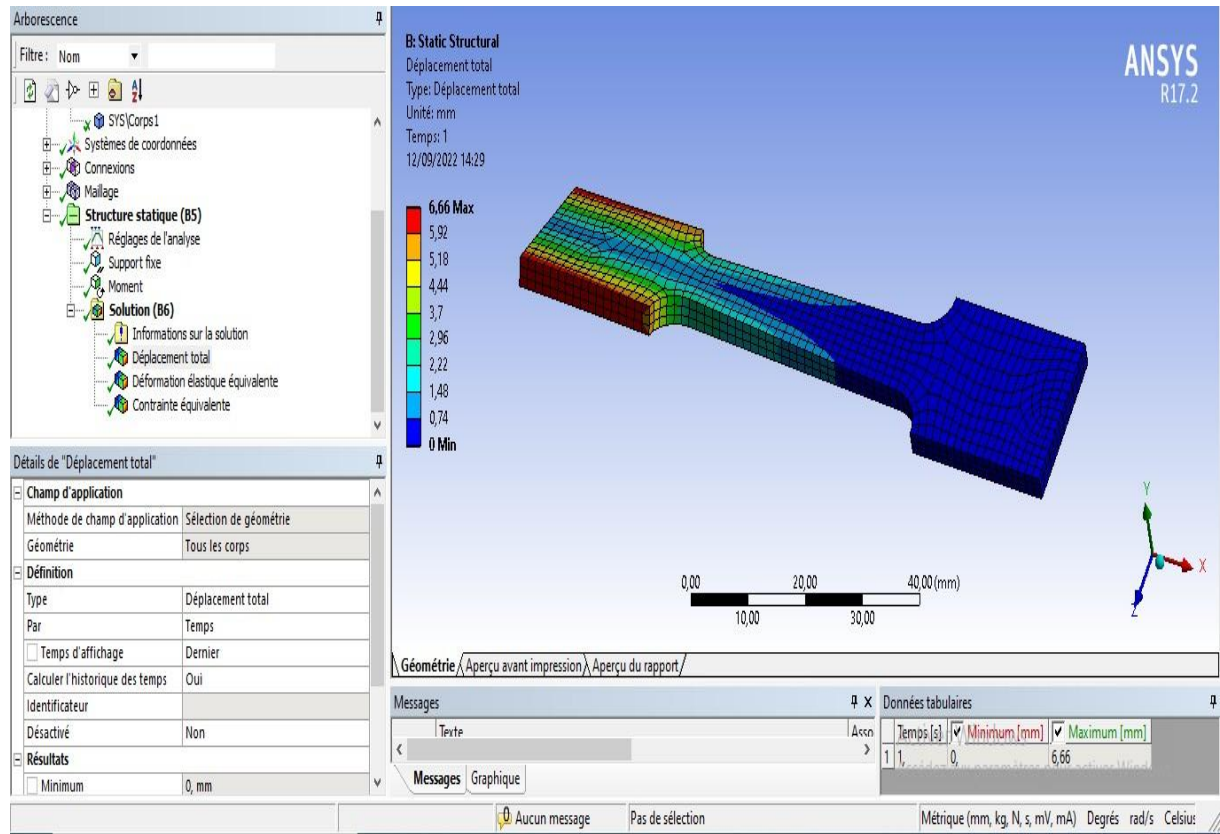 Arborescence
Filtre: Nom
SYS\Corps1
Systèmes de coordonnées
Connexions
Maillage
Structure statique (B5)
Réglages de l'analyse
Support fixe
Moment
Solution (B6)
Informations sur la solution
Déplacement total
Déformation élastique équivalente
Contrainte équivalente
Détails de "Déplacement total"
Champ d'application
Méthode de champ d'application Sélection de géométrie
Géométrie Tous les corps
Définition
Type Déplacement total
Par Temps
Temps d'affichage Dernier
Calculer l'historique des temps Oui
Identificateur
Désactivé Non
Résultats
Minimum 0, mm
B: Static Structural
Déplacement total
Type: Déplacement total
Unité: mm
Temps: 1
12/09/2022 14:29
6,66 Max
5,92
5,18
4,44
3,7
2,96
2,22
1,48
0,74
0 Min
ANSYS
R17.2
Y
X
Z
0,00 20,00 40,00 (mm)
10,00 30,00
Géométrie Aperçu avant impression Aperçu du rapport
Messages
Texte Asso
Messages Graphique
Données tabulaires
Temps [s] Minimum [mm] Maximum [mm]
1 1, 0, 6,66
Aucun message Pas de sélection Métrique (mm, kg, N, s, mV, mA) Degrés rad/s Celsius